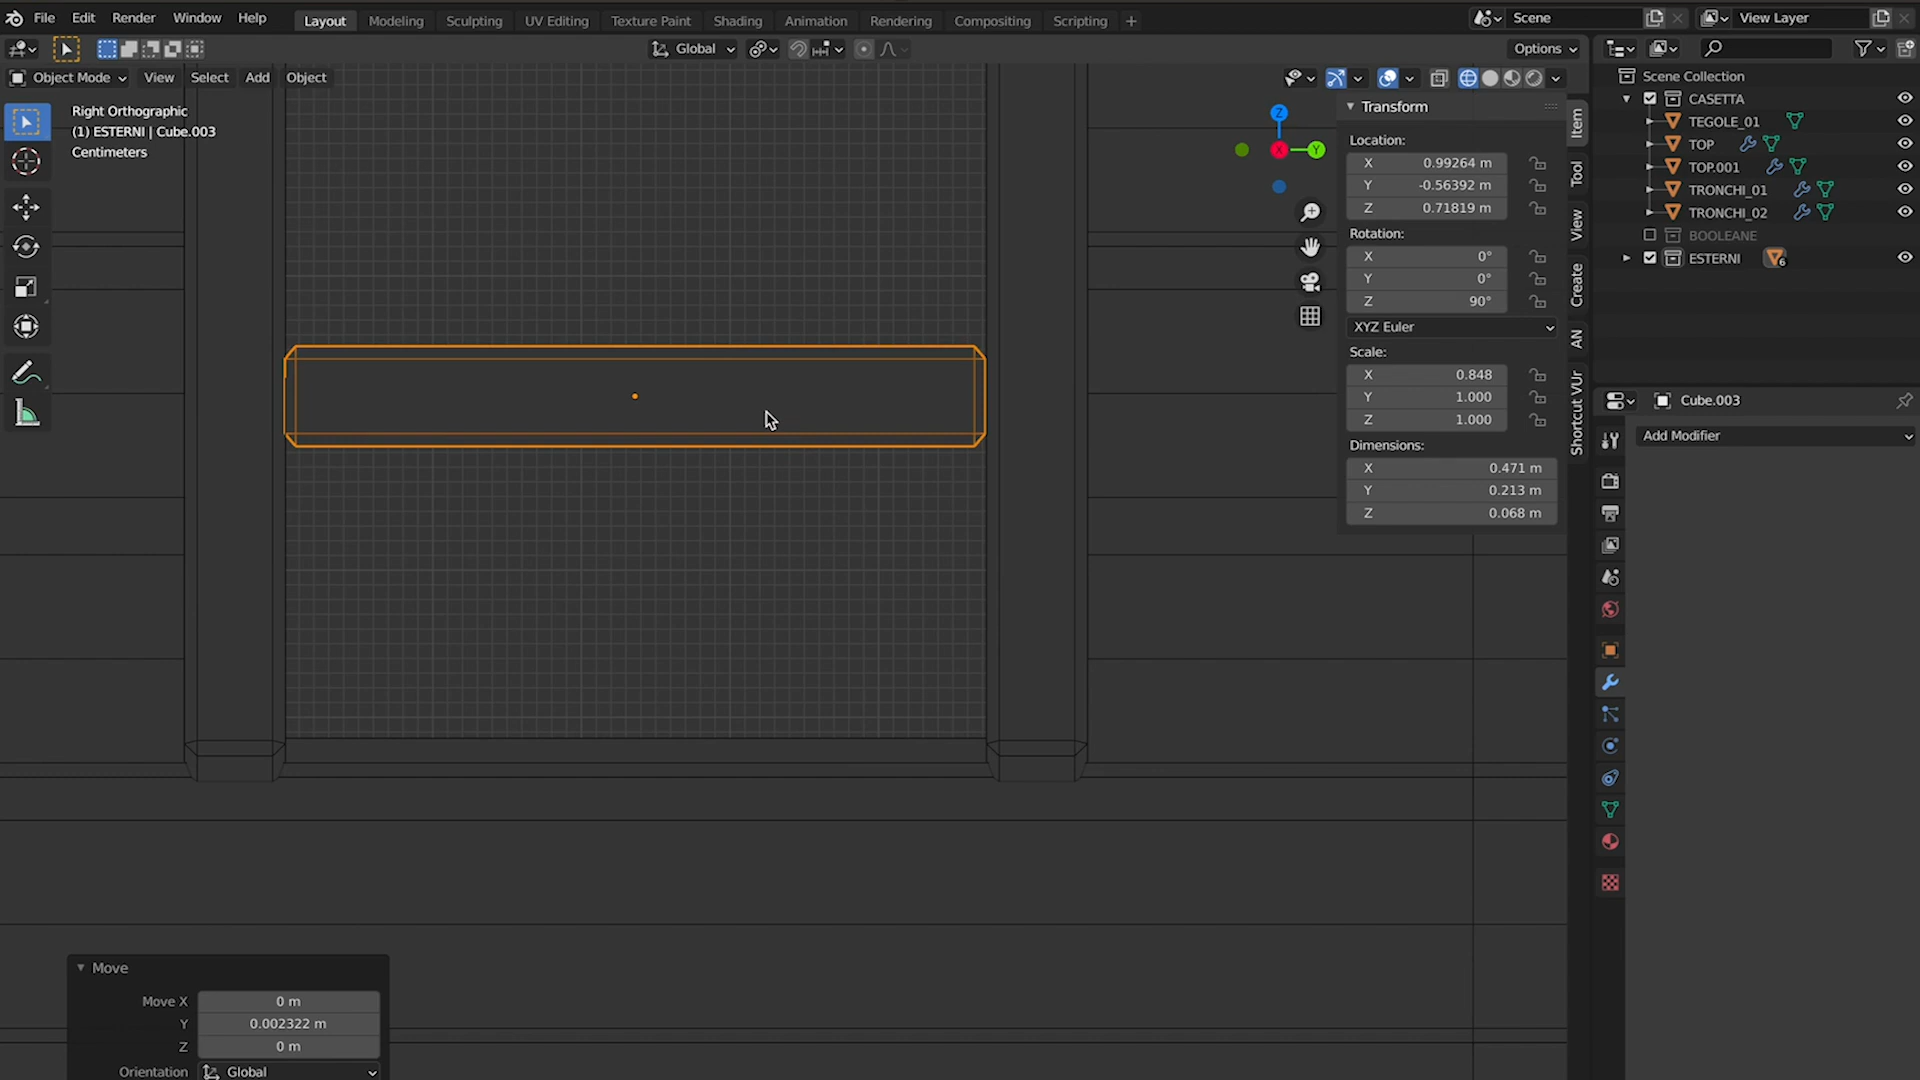 File Edit Render Window Help Layout Modeling Sculpting UV Editing Texture Paint Shading Animation Rendering Compositing Scripting + Scene View Layer
Global Options
Object Mode View Select Add Object
Right Orthographic
(1) ESTERNI | Cube.003
Centimeters
Z
X
Y
Transform
Location:
X 0.99264 m
Y -0.56392 m
Z 0.71819 m
Rotation:
X 0°
Y 0°
Z 90°
XYZ Euler
Scale:
X 0.848
Y 1.000
Z 1.000
Dimensions:
X 0.471 m
Y 0.213 m
Z 0.068 m
Item
Tool
View
Create
AN
Shortcut VUr
Scene Collection
CASETTA
TEGOLE_01
TOP
TOP.001
TRONCHI_01
TRONCHI_02
BOOLEANE
ESTERNI 6
Cube.003
Add Modifier
Move
Move X 0 m
Y 0.002322 m
Z 0 m
Orientation Global